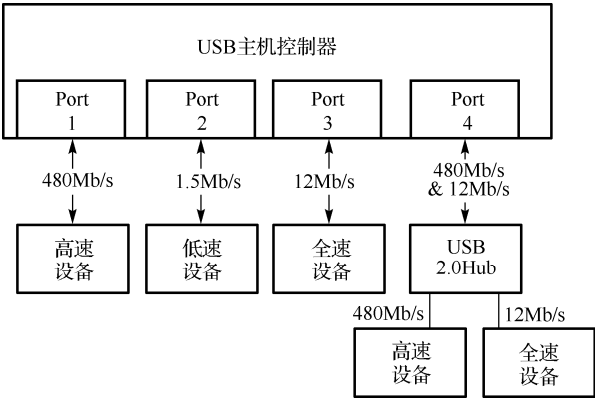 USB主机控制器
Port
1
Port
2
Port
3
Port
4
480Mb/s
1.5Mb/s
12Mb/s
480Mb/s
& 12Mb/s
高速
设备
低速
设备
全速
设备
USB
2.0Hub
480Mb/s
12Mb/s
高速
设备
全速
设备